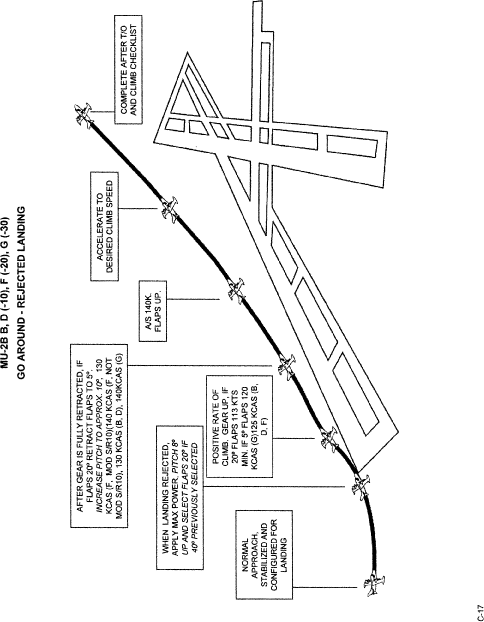 MU-2B B, D (-10), F (-20), G (-30)
GO AROUND - REJECTED LANDING
NORMAL
APPROACH.
STABILIZED AND
CONFIGURED FOR
LANDING
WHEN LANDING REJECTED,
APPLY MAX POWER. PITCH 8°
UP AND SELECT FLAPS 20° IF
40° PREVIOUSLY SELECTED
POSITIVE RATE OF
CLIMB. GEAR UP. IF
20° FLAPS 113 KTS
MIN. IF 5° FLAPS 120
KCAS (G)125 KCAS (B,
D, F)
AFTER GEAR IS FULLY RETRACTED, IF
FLAPS 20° RETRACT FLAPS TO 5°.
INCREASE PITCH TO APPROX. 10°, 130
KCAS (F, MOD S/R10)(140 KCAS (F, NOT
MOD S/R10), 130 KCAS (B, D), 140KCAS (G)
A/S 140K.
FLAPS UP.
ACCELERATE TO
DESIRED CLIMB SPEED
COMPLETE AFTER T/O
AND CLIMB CHECKLIST
C-17